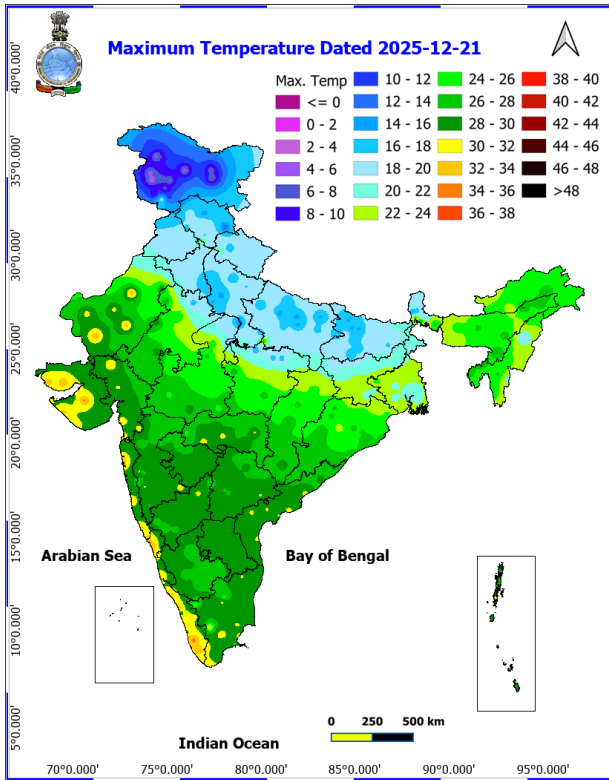 Maximum Temperature Dated 2025-12-21
Max. Temp
<= 0
0 - 2
2 - 4
4 - 6
6 - 8
8 - 10
10 - 12
12 - 14
14 - 16
16 - 18
18 - 20
20 - 22
22 - 24
24 - 26
26 - 28
28 - 30
30 - 32
32 - 34
34 - 36
36 - 38
38 - 40
40 - 42
42 - 44
44 - 46
46 - 48
>48
40°0.000'
35°0.000'
30°0.000'
25°0.000'
20°0.000'
15°0.000'
10°0.000'
5°0.000'
Arabian Sea
Bay of Bengal
Indian Ocean
0 250 500 km
70°0.000' 75°0.000' 80°0.000' 85°0.000' 90°0.000' 95°0.000'